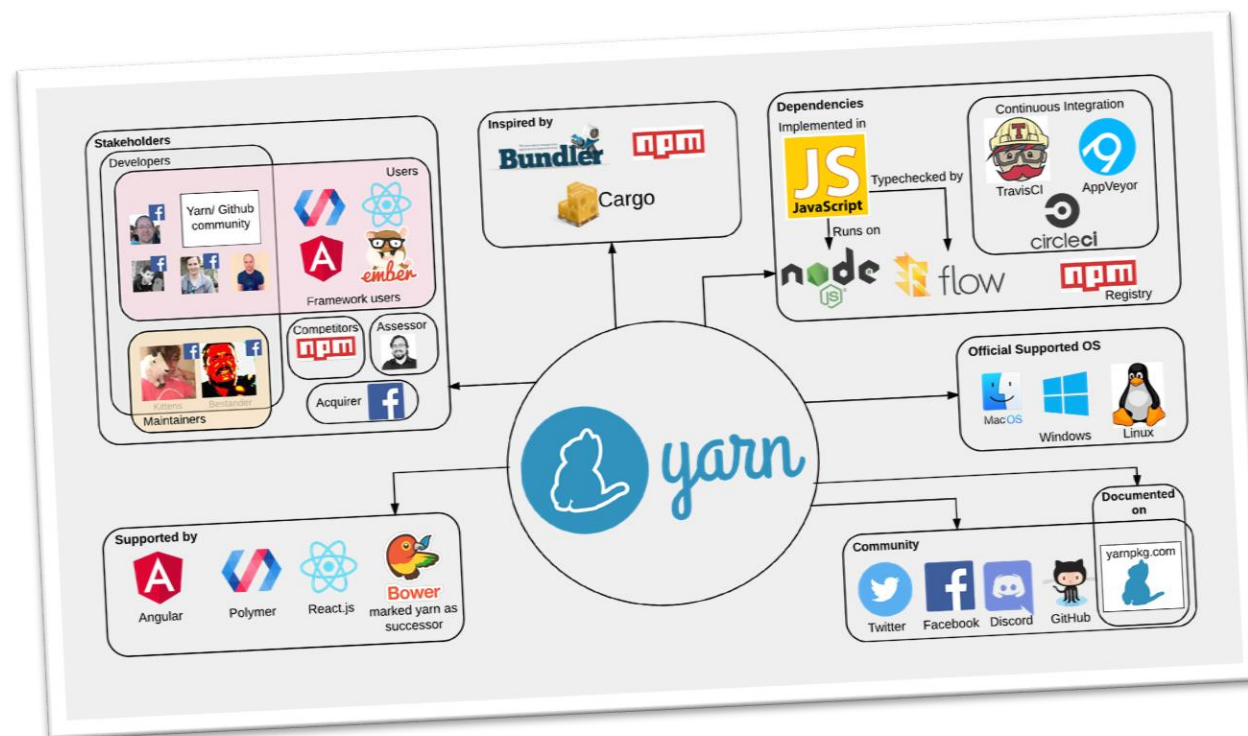 Stakeholders
Developers
Users
Yarn/ Github
community
ember
Framework users
Competitors
npm
Assessor
Kittens
Bestander
Maintainers
Acquirer
Inspired by
Bundler
npm
Cargo
Dependencies
Implemented in
JS
JavaScript
Typechecked by
Runs on
node
JS
flow
Continuous Integration
T
TravisCI
AppVeyor
circleci
npm
Registry
Official Supported OS
MacOS
Windows
Linux
yarn
Supported by
A
Angular
Polymer
React.js
Bower
marked yarn as
successor
Documented
on
Community
yarnpkg.com
Twitter
Facebook
Discord
GitHub